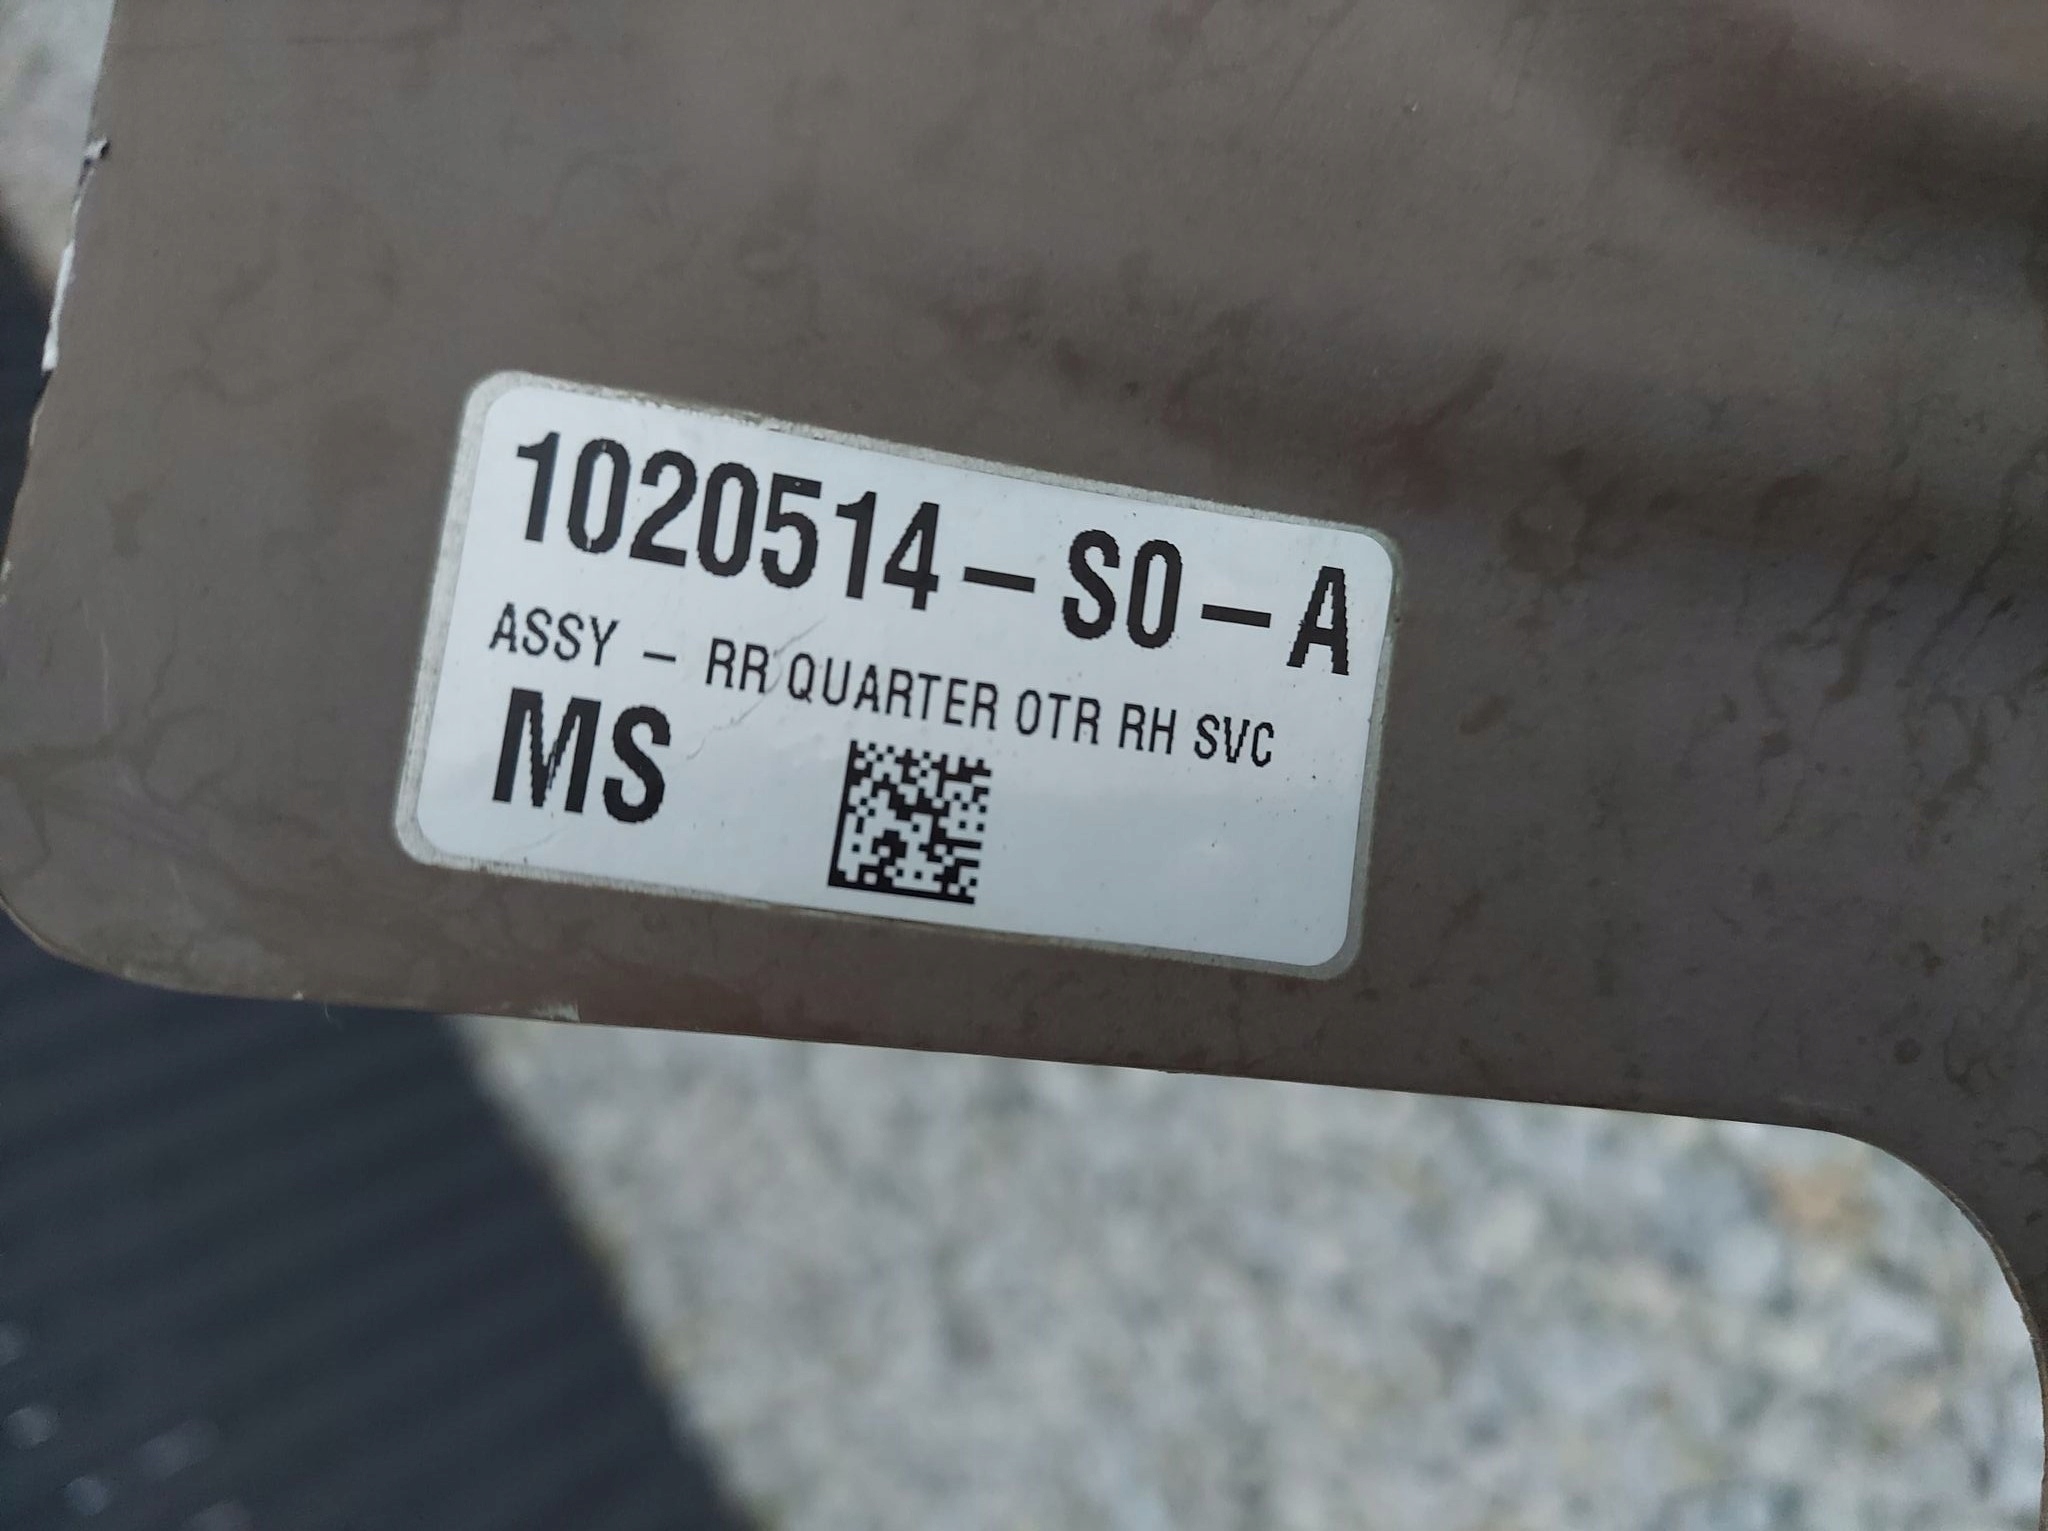 1020514-S0-A
ASSY - RR QUARTER OTR RH SVC
MS